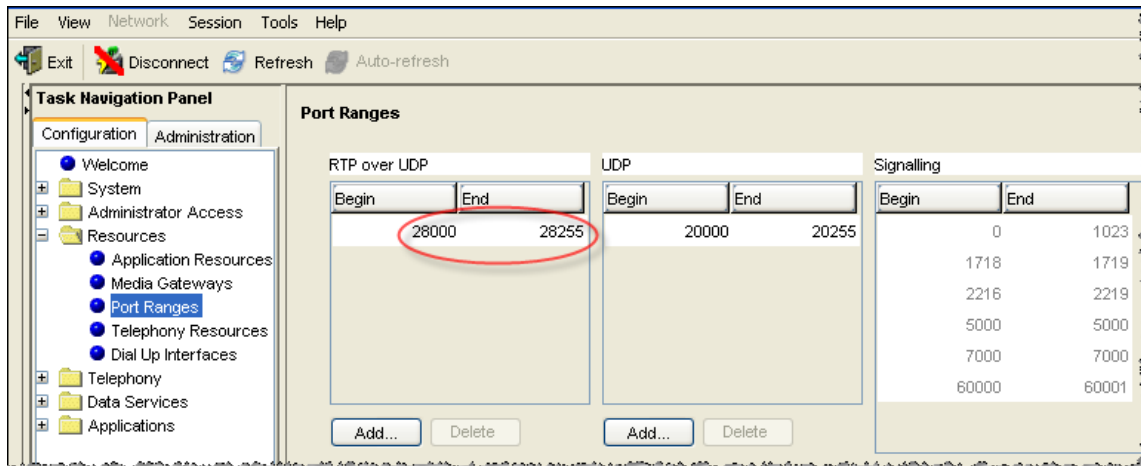 File View Network Session Tools Help
Exit Disconnect Refresh Auto-refresh
Task Navigation Panel
Configuration Administration
Welcome
System
Administrator Access
Resources
Application Resources
Media Gateways
Port Ranges
Telephony Resources
Dial Up Interfaces
Telephony
Data Services
Applications
Port Ranges
RTP over UDP UDP Signalling
Begin End Begin End Begin End
28000 28255 20000 20255 0 1023
1718 1719
2216 2219
5000 5000
7000 7000
60000 60001
Add... Delete Add... Delete